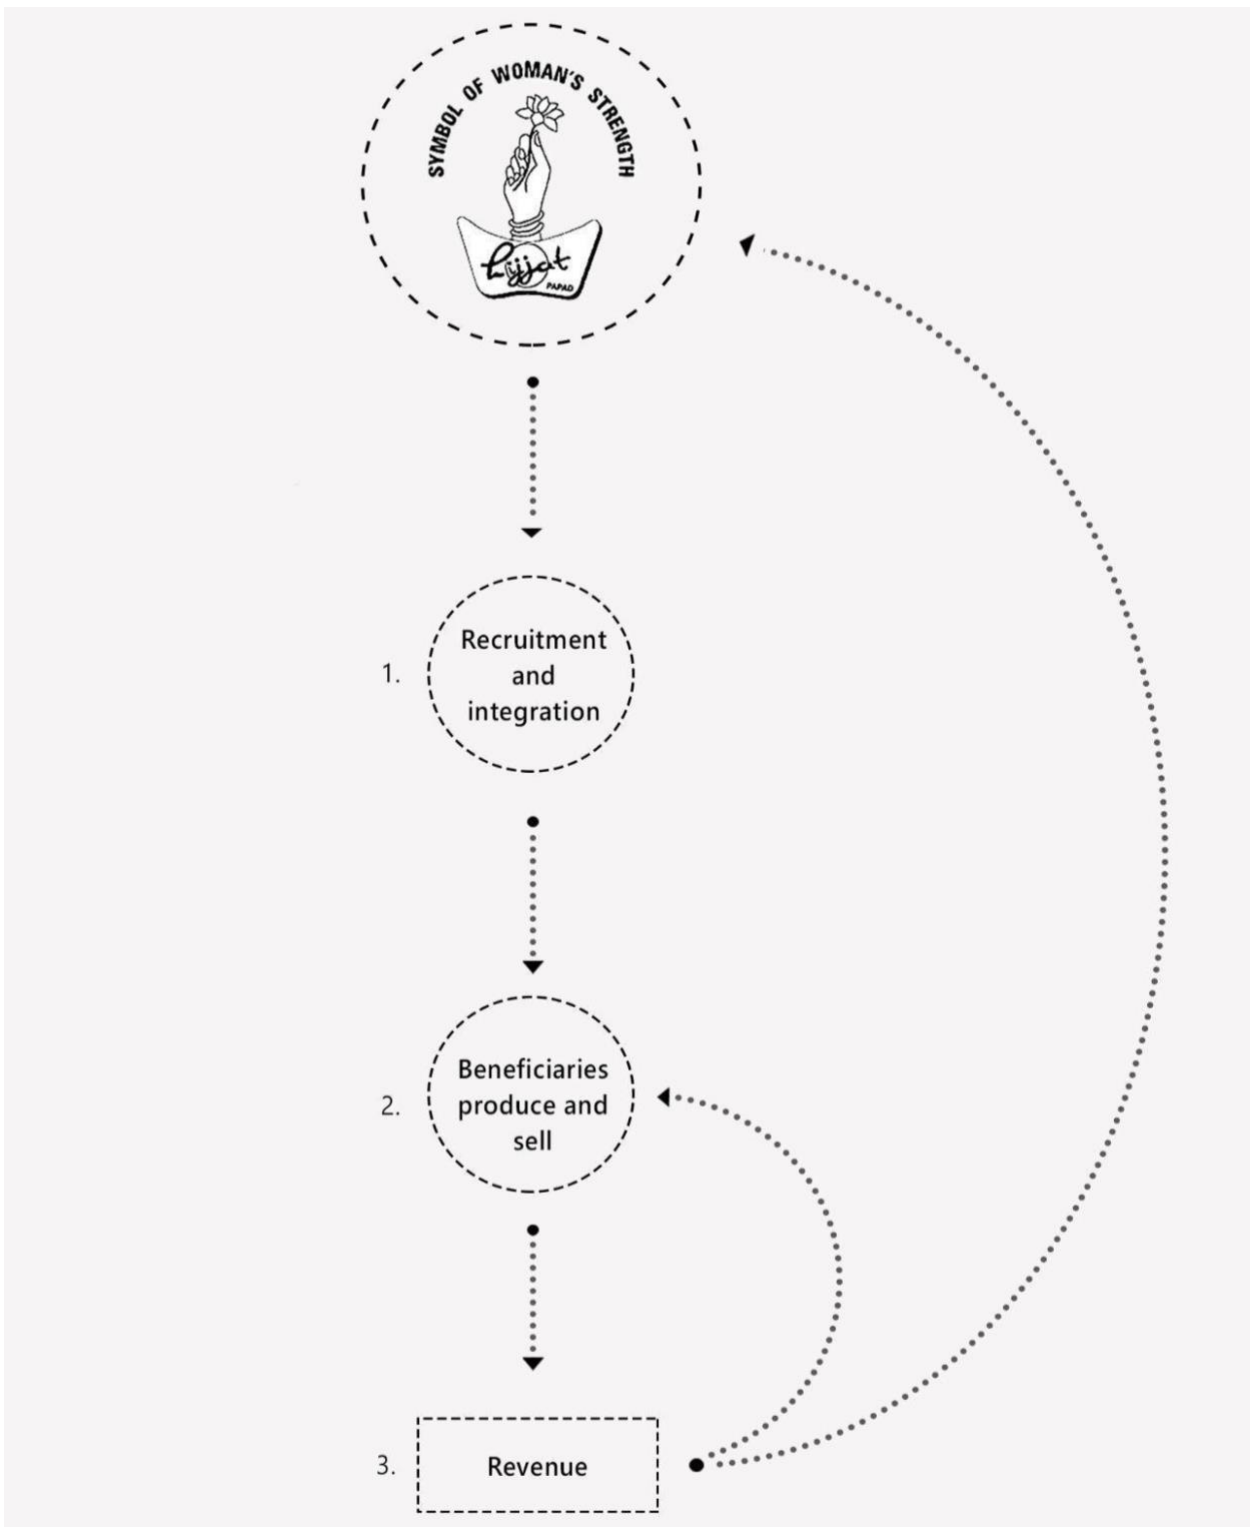 SYMBOL OF WOMAN'S STRENGTH
Lijjat
PAPAD
1.
Recruitment
and
integration
2.
Beneficiaries
produce and
sell
3.
Revenue